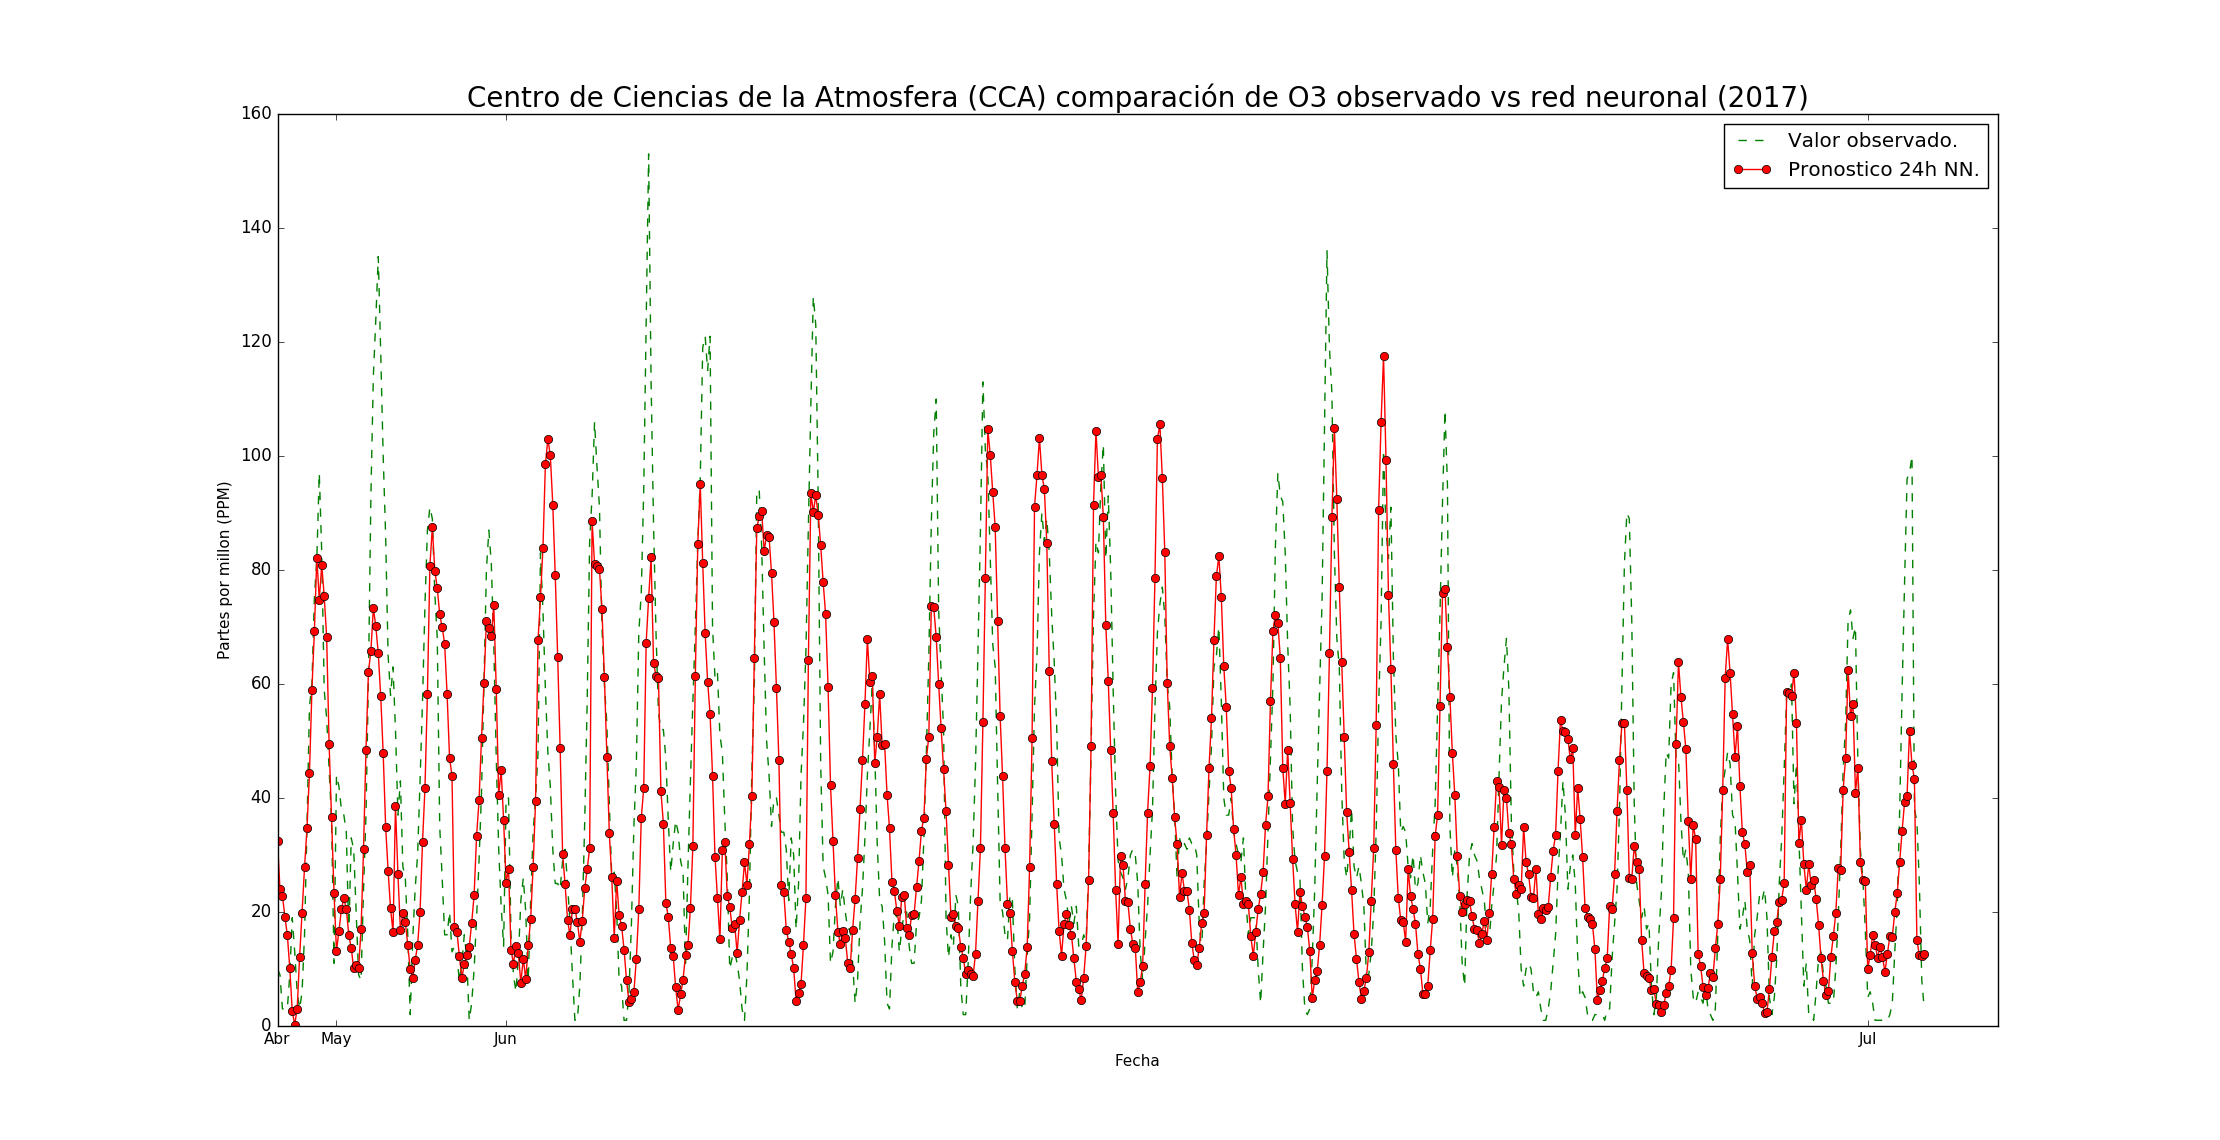 Centro de Ciencias de la Atmosfera (CCA) comparación de O3 observado vs red neuronal (2017)
160
Valor observado.
Pronostico 24h NN.
140
120
100
80
60
40
20
0
Partes por millon (PPM)
Abr May Jun Jul
Fecha